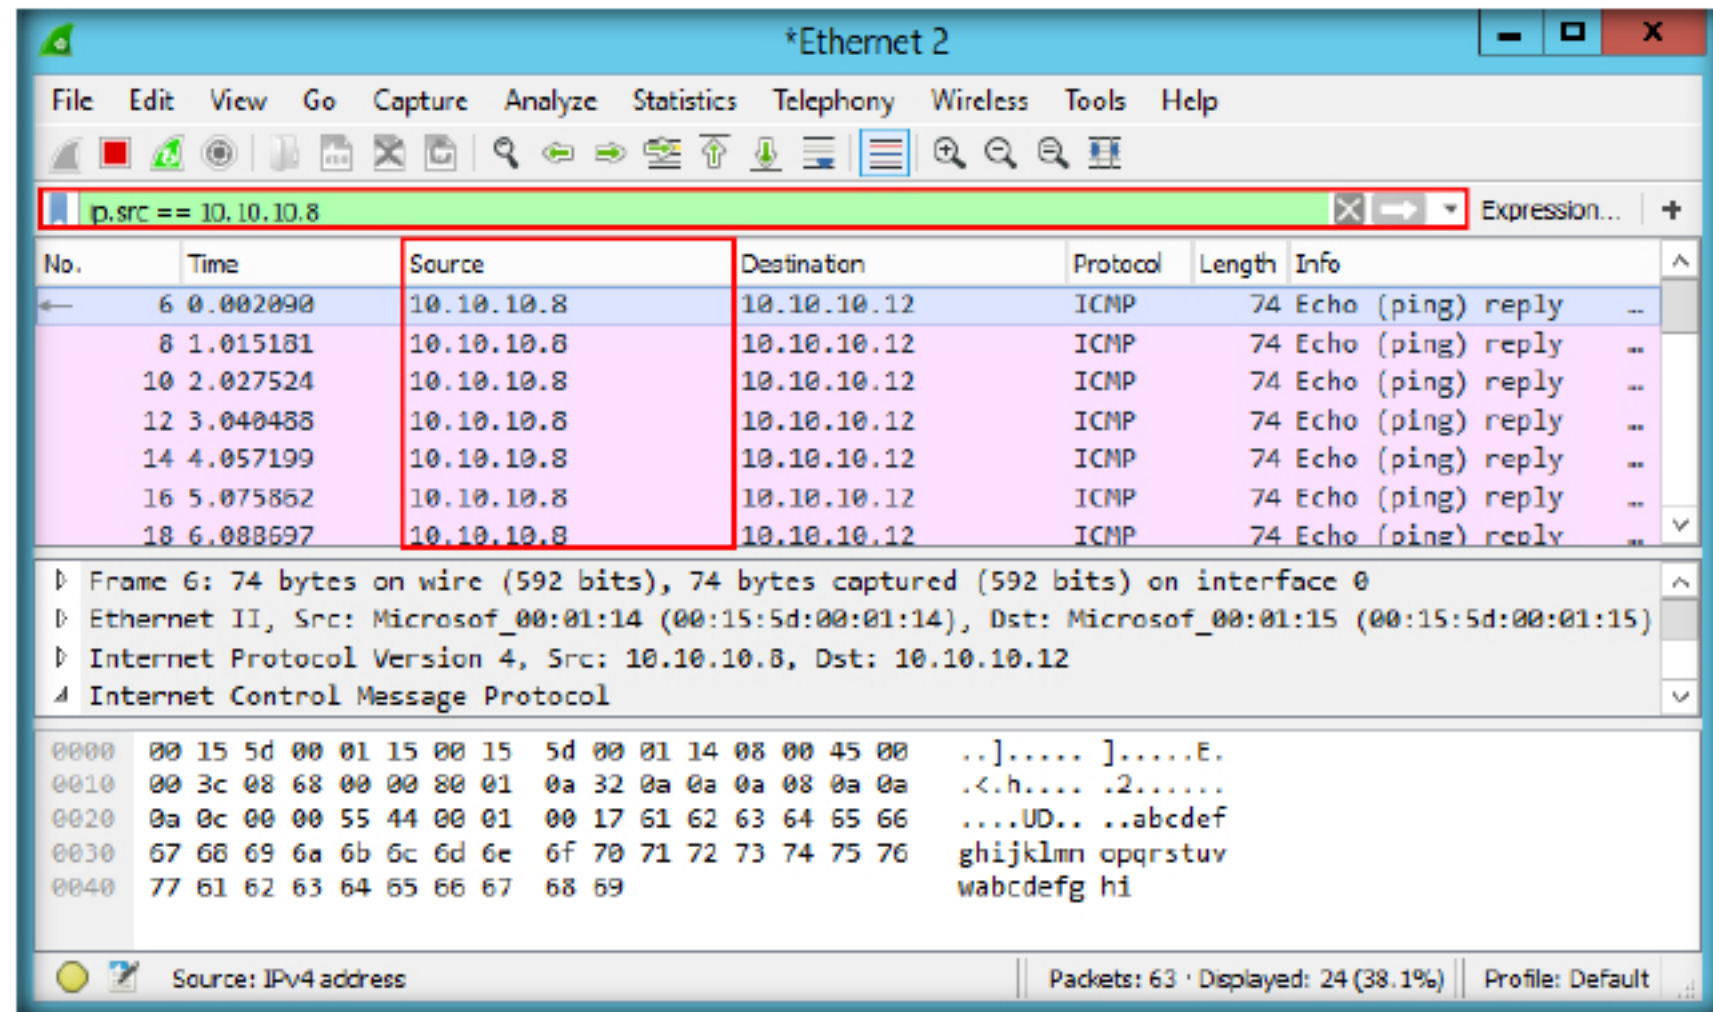 *Ethernet 2
File Edit View Go Capture Analyze Statistics Telephony Wireless Tools Help
ip.src == 10.10.10.8 Expression... +
No. Time Source Destination Protocol Length Info
6 0.002090 10.10.10.8 10.10.10.12 ICMP 74 Echo (ping) reply …
8 1.015181 10.10.10.8 10.10.10.12 ICMP 74 Echo (ping) reply …
10 2.027524 10.10.10.8 10.10.10.12 ICMP 74 Echo (ping) reply …
12 3.040488 10.10.10.8 10.10.10.12 ICMP 74 Echo (ping) reply …
14 4.057199 10.10.10.8 10.10.10.12 ICMP 74 Echo (ping) reply …
16 5.075862 10.10.10.8 10.10.10.12 ICMP 74 Echo (ping) reply …
18 6.088697 10.10.10.8 10.10.10.12 ICMP 74 Echo (ping) reply …
Frame 6: 74 bytes on wire (592 bits), 74 bytes captured (592 bits) on interface 0
Ethernet II, Src: Microsof_00:01:14 (00:15:5d:00:01:14), Dst: Microsof_00:01:15 (00:15:5d:00:01:15)
Internet Protocol Version 4, Src: 10.10.10.8, Dst: 10.10.10.12
Internet Control Message Protocol
0000 00 15 5d 00 01 15 00 15 5d 00 01 14 08 00 45 00 ..]..... ].....E.
0010 00 3c 08 68 00 00 80 01 0a 32 0a 0a 0a 08 0a 0a .<.h.... .2......
0020 0a 0c 00 00 55 44 00 01 00 17 61 62 63 64 65 66 ....UD.. ..abcdef
0030 67 68 69 6a 6b 6c 6d 6e 6f 70 71 72 73 74 75 76 ghijklmn opqrstuv
0040 77 61 62 63 64 65 66 67 68 69 wabcdefg hi
Source: IPv4 address Packets: 63 · Displayed: 24 (38.1%) Profile: Default